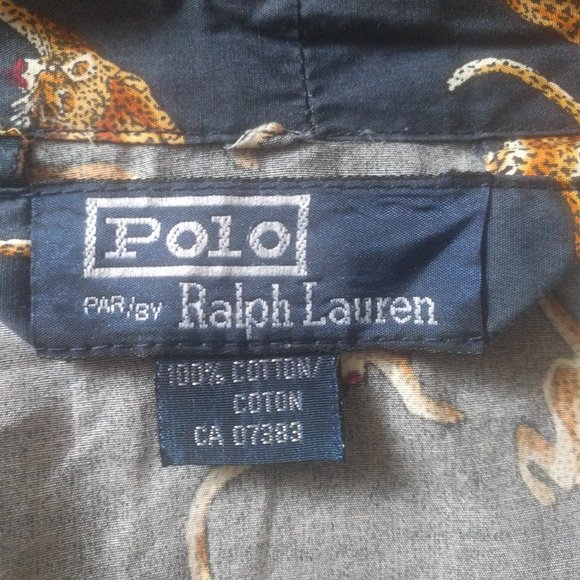 Polo
PAR/BY Ralph Lauren
100% COTTON/
COTON
CA 07383